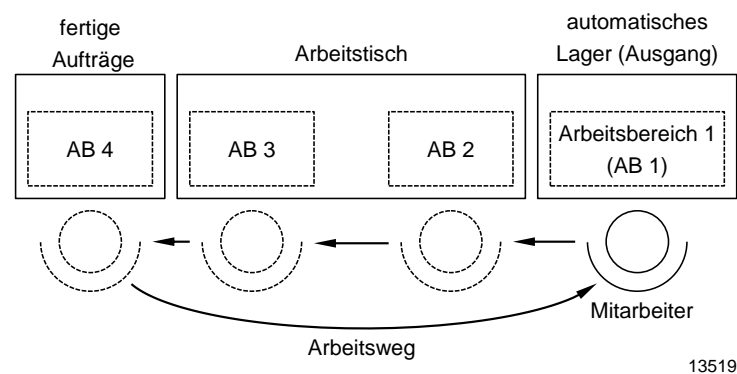 fertige
Aufträge
Arbeitstisch
automatisches
Lager (Ausgang)
AB 4
AB 3
AB 2
Arbeitsbereich 1
(AB 1)
Mitarbeiter
Arbeitsweg
13519